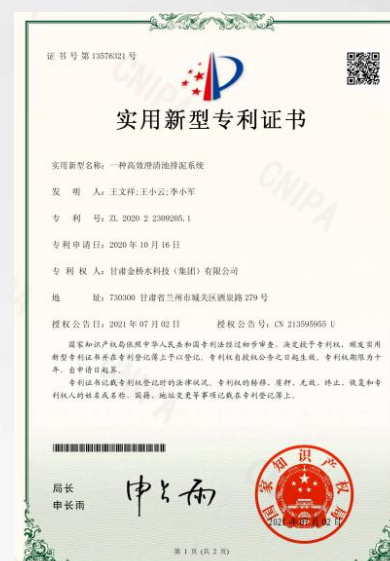 证书号第13576321号
实用新型专利证书
实用新型名称：一种高效澄清池排泥系统
发 明 人：王文祥;王小云;李小军
专 利 号：ZL 2020 2 2309205.1
专利申请日：2020年10月16日
专 利 权 人：甘肃金桥水科技（集团）有限公司
地 址：730300 甘肃省兰州市城关区酒泉路279号
授权公告日：2021年07月02日 授权公告号：CN 213595955 U
国家知识产权局依照中华人民共和国专利法经过初步审查，决定授予专利权，颁发实用
新型专利证书并在专利登记簿上予以登记。专利权自授权公告之日起生效。专利权期限为十
年，自申请日起算。
专利证书记载专利权登记时的法律状况。专利权的转移、质押、无效、终止、恢复和专
利权人的姓名或名称、国籍、地址变更等事项记载在专利登记簿上。
局长
申长雨
申长雨
国家知识产权局
2021年07月02日
第 1 页 (共 2 页)
CNIPA
CNIPA